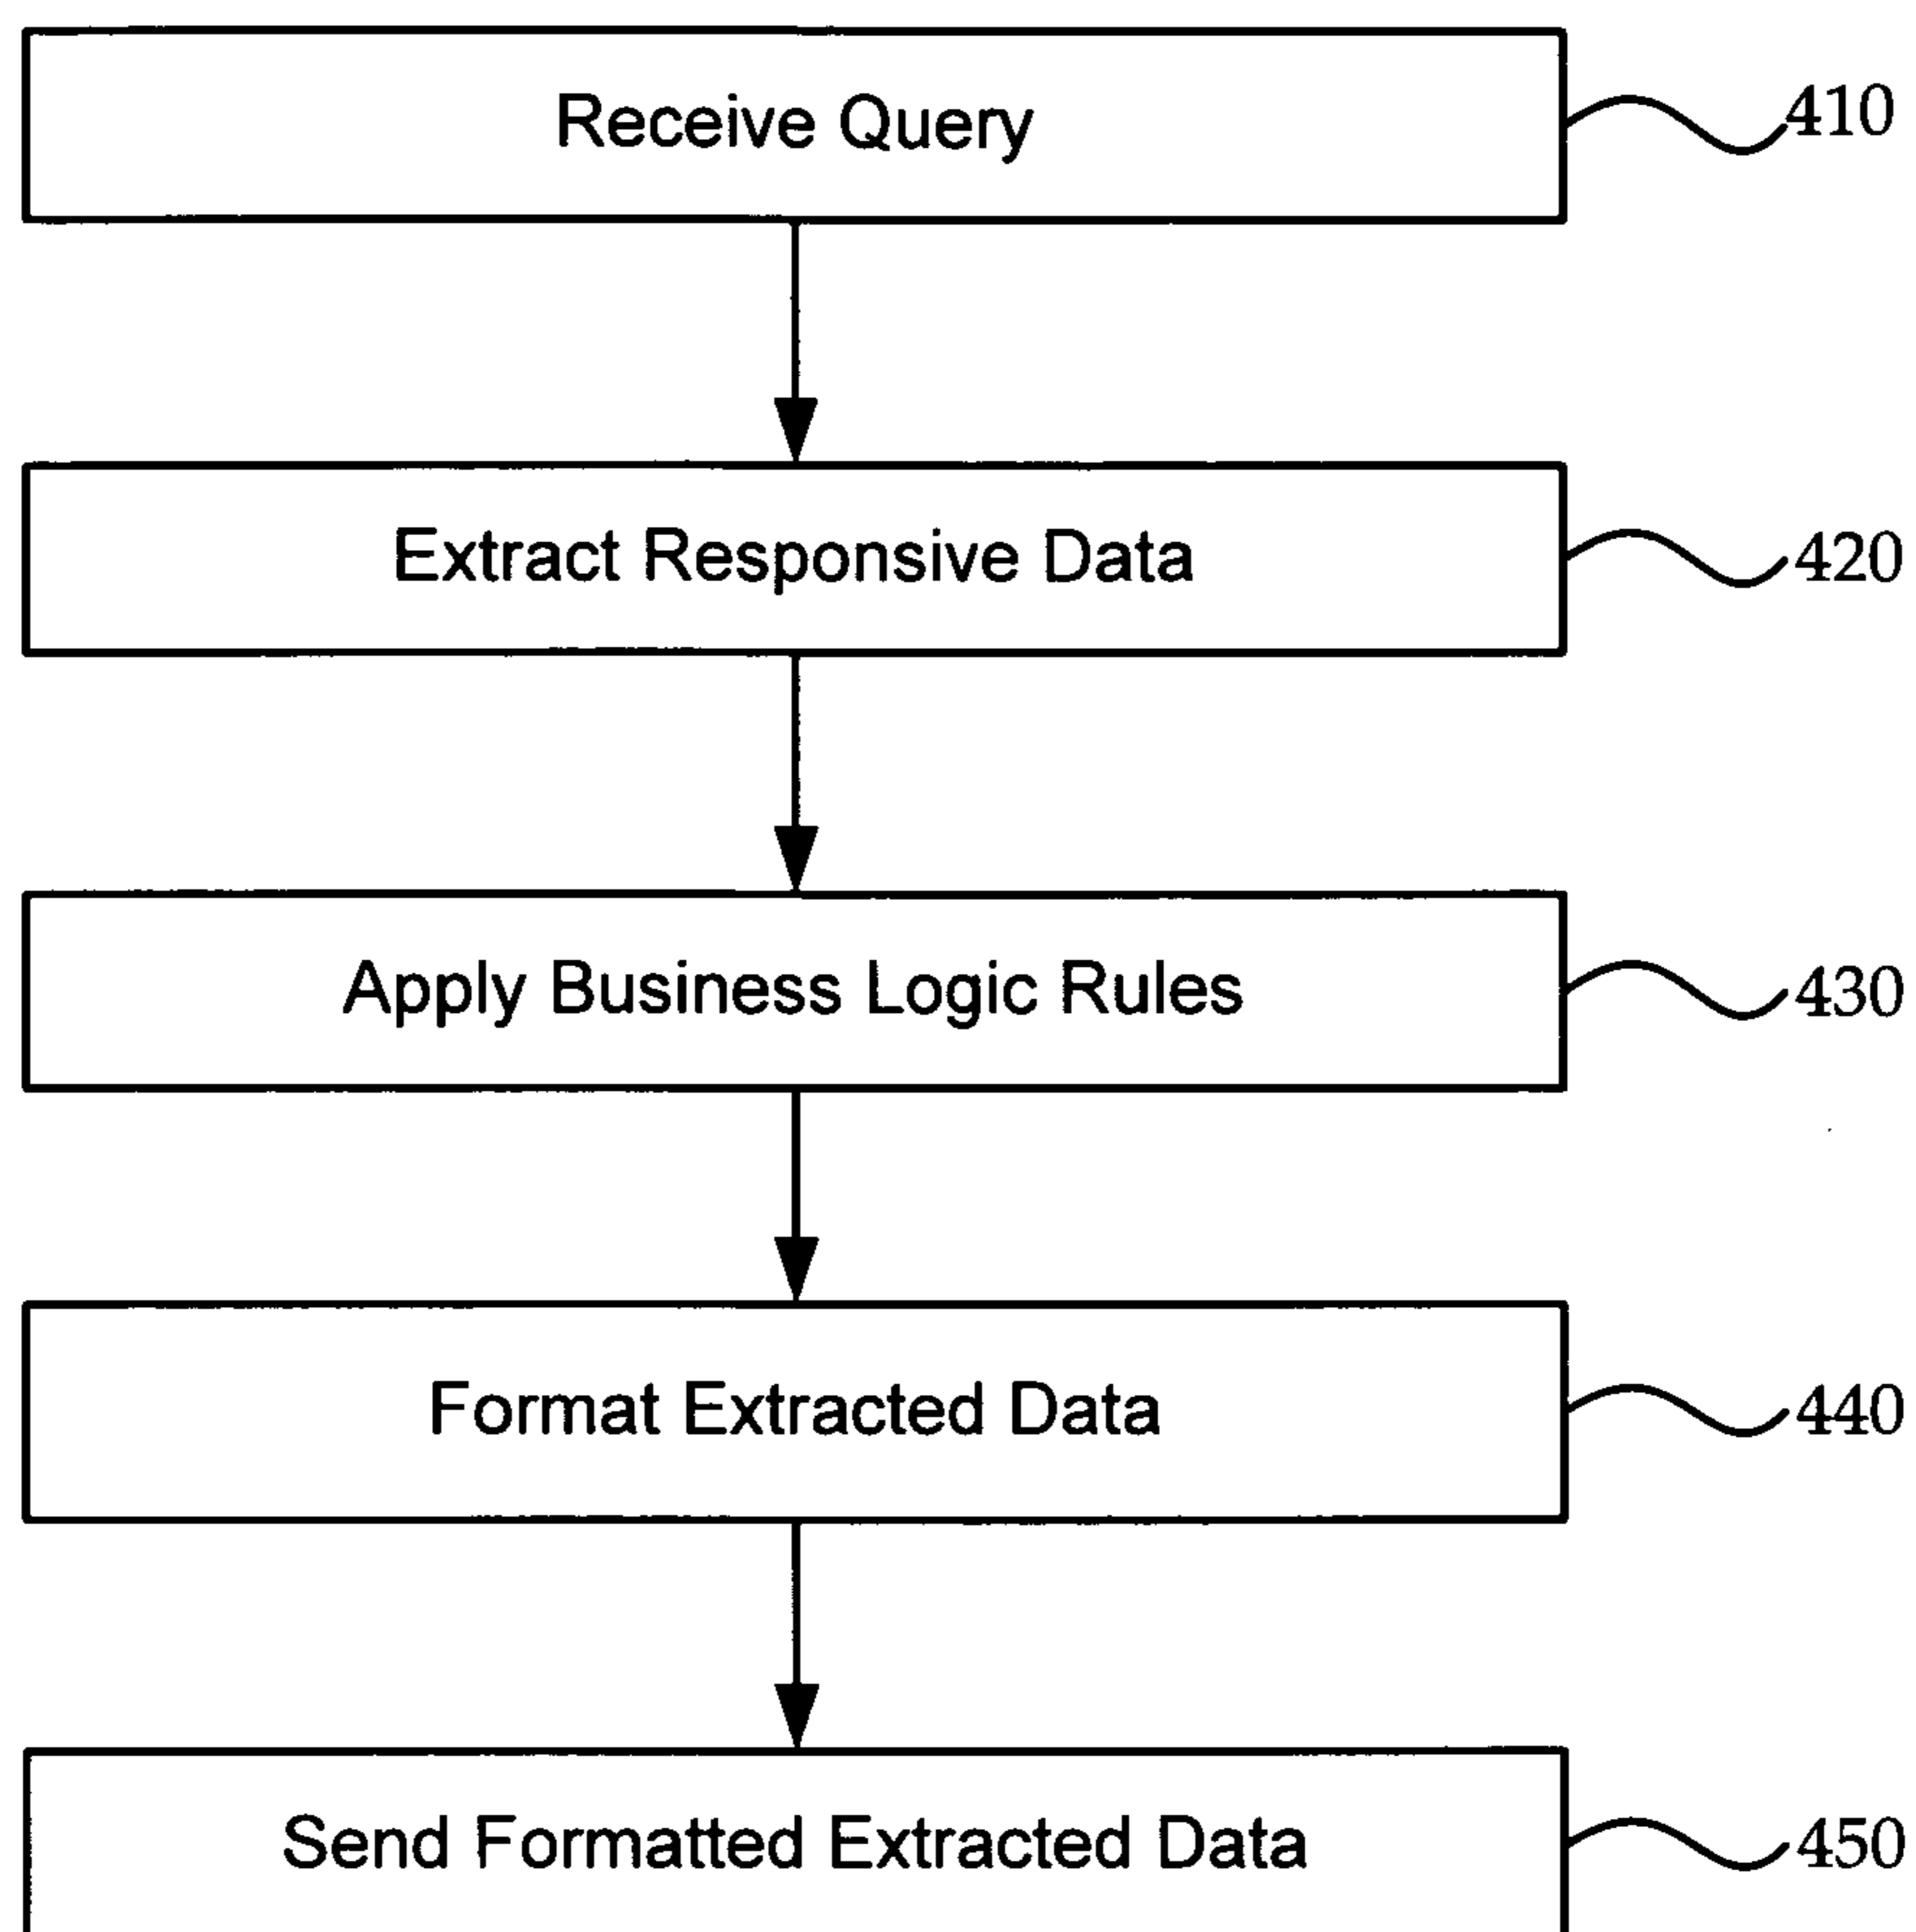 Receive Query
410
Extract Responsive Data
420
Apply Business Logic Rules
430
Format Extracted Data
440
Send Formatted Extracted Data
450